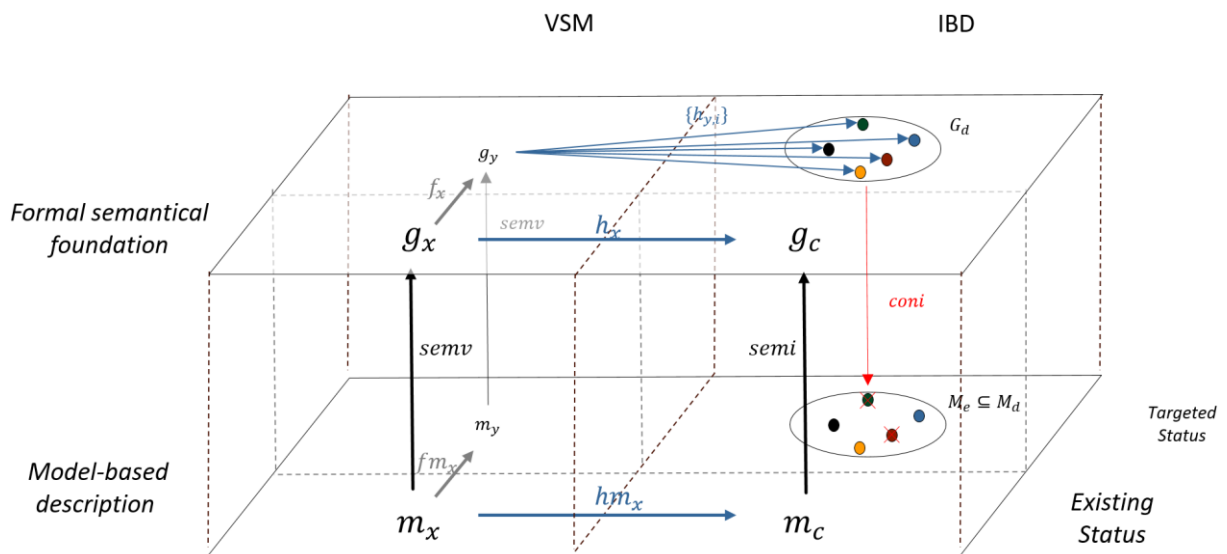 VSM
IBD
{h_{y,i}}
G_d
g_y
f_x
semv
h_x
Formal semantical
foundation
g_x
g_c
coni
semv
semi
M_e ⊆ M_d
m_y
Targeted
Status
fm_x
Model-based
description
hm_x
m_x
m_c
Existing
Status